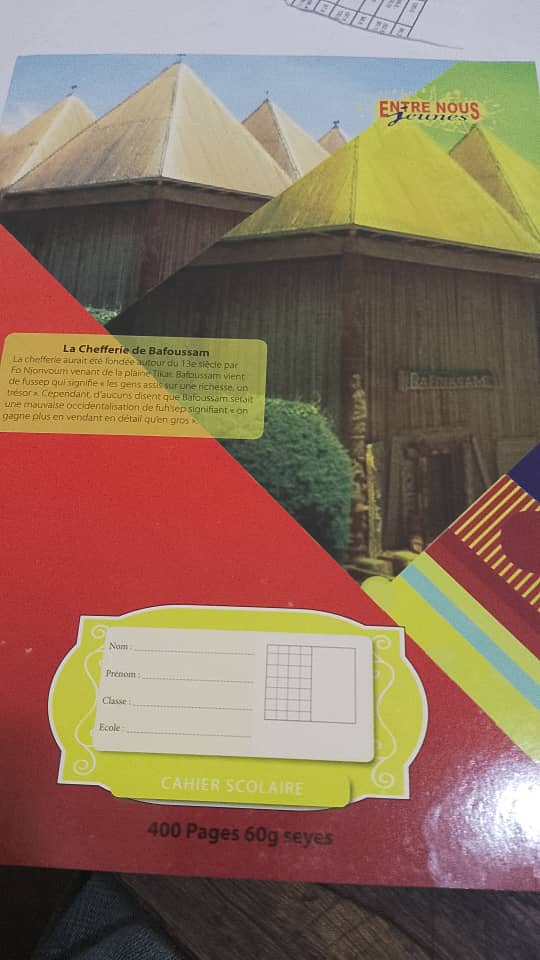 ENTRE NOUS
jeunes
La Chefferie de Bafoussam
La chefferie aurait été fondée autour du 13e siècle par
Fo Njonvoum venant de la plaine Tikar. Bafoussam vient
de fussep qui signifie « les gens assis sur une richesse, un
trésor ». Cependant, d'aucuns disent que Bafoussam serait
une mauvaise occidentalisation de fuh'sep signifiant « on
gagne plus en vendant en détail qu'en gros ».
BAFOUSSAM
Nom :
Prénom :
Classe :
Ecole :
CAHIER SCOLAIRE
400 Pages 60g seyes